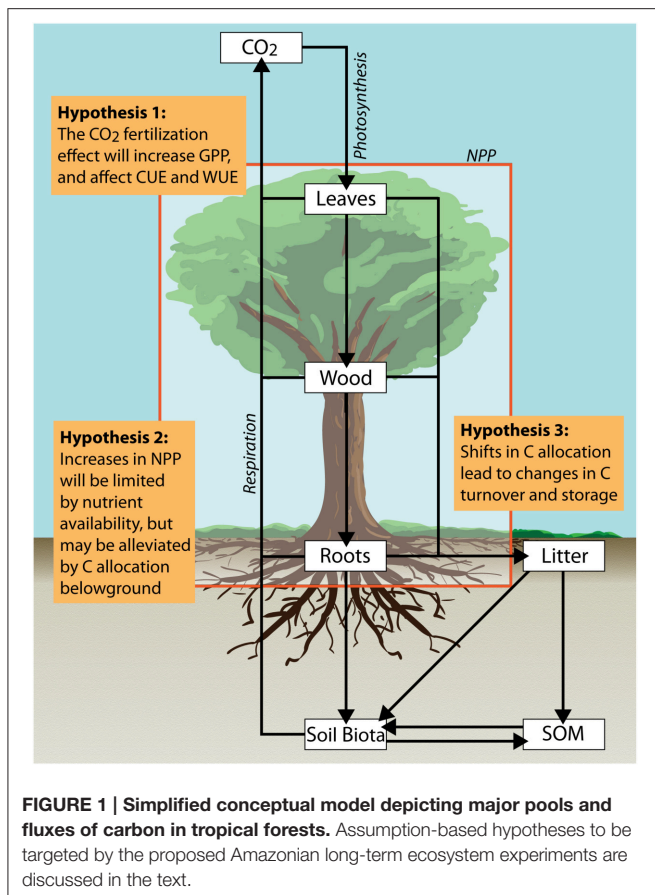 CO2
Photosynthesis
Hypothesis 1:
The CO2 fertilization
effect will increase GPP,
and affect CUE and WUE
NPP
Leaves
Wood
Respiration
Hypothesis 2:
Increases in NPP
will be limited
by nutrient
availability, but
may be alleviated
by C allocation
belowground
Hypothesis 3:
Shifts in C allocation
lead to changes in C
turnover and storage
Roots
Litter
Soil Biota
SOM
FIGURE 1 | Simplified conceptual model depicting major pools and
fluxes of carbon in tropical forests. Assumption-based hypotheses to be
targeted by the proposed Amazonian long-term ecosystem experiments are
discussed in the text.